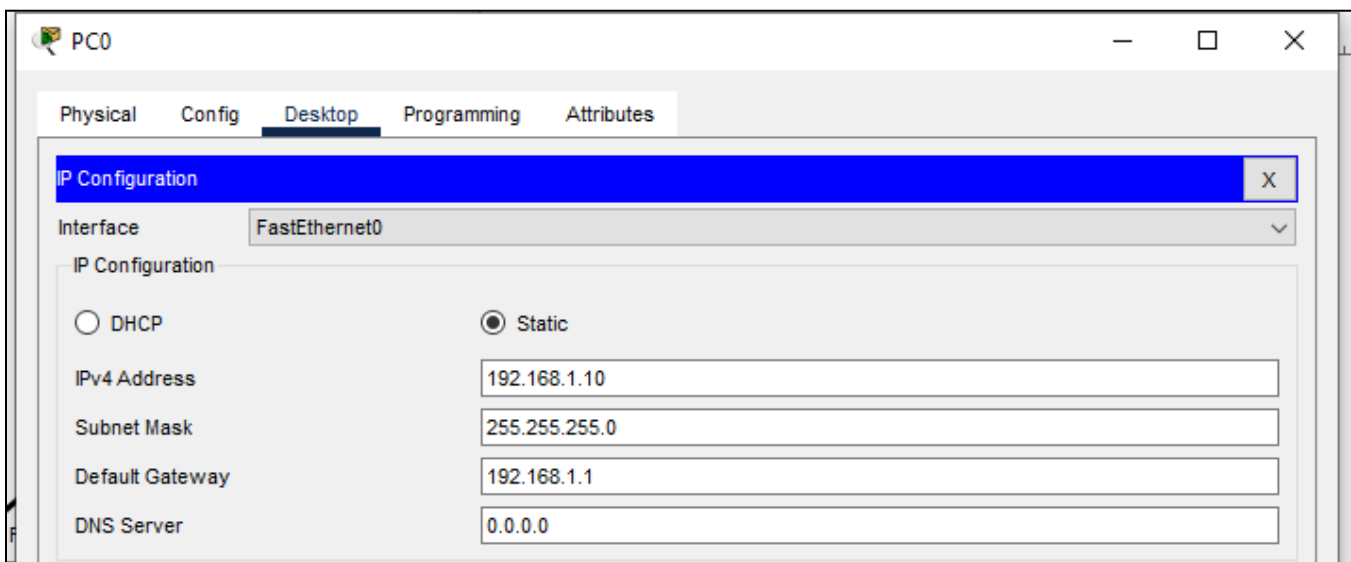 PC0
Physical Config Desktop Programming Attributes
IP Configuration X
Interface FastEthernet0
IP Configuration
DHCP Static
IPv4 Address 192.168.1.10
Subnet Mask 255.255.255.0
Default Gateway 192.168.1.1
DNS Server 0.0.0.0